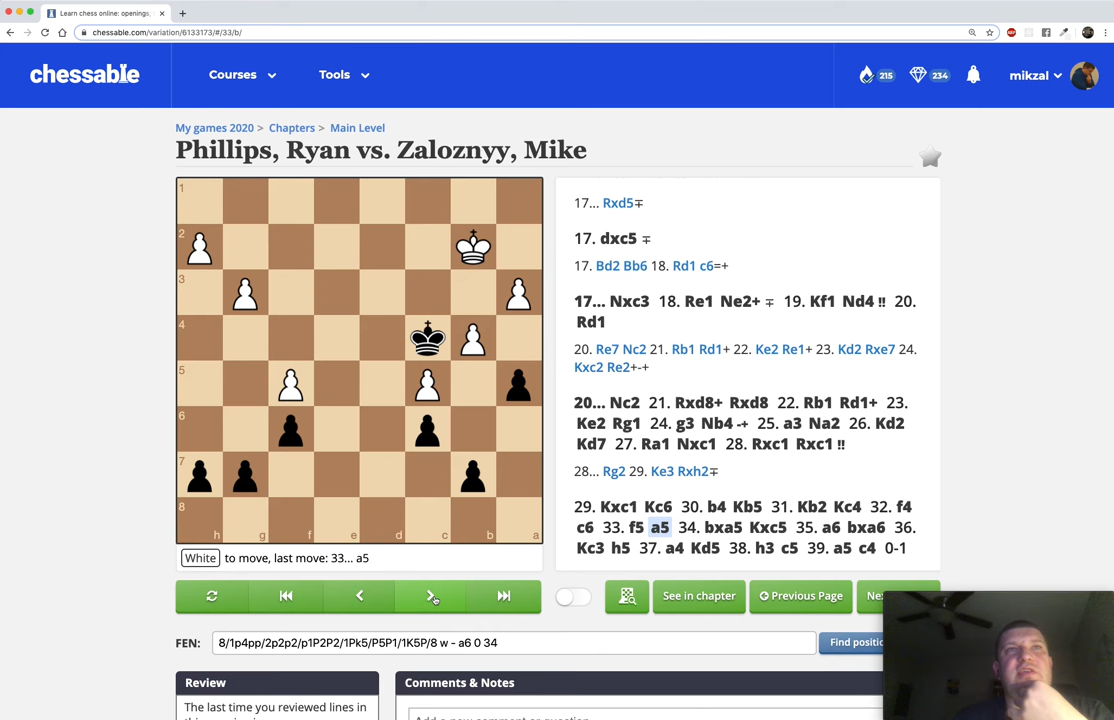 Learn chess online: openings,
chessable.com/variation/6133173/#/33/b/
chessable Courses Tools 215 234 mikzal
My games 2020 > Chapters > Main Level
Phillips, Ryan vs. Zaloznyy, Mike
1
2
3
4
5
6
7
8
h g f e d c b a
White to move, last move: 33... a5
17... Rxd5∓
17. dxc5 ∓
17. Bd2 Bb6 18. Rd1 c6=+
17... Nxc3 18. Re1 Ne2+ ∓ 19. Kf1 Nd4 !! 20.
Rd1
20. Re7 Nc2 21. Rb1 Rd1+ 22. Ke2 Re1+ 23. Kd2 Rxe7 24.
Kxc2 Re2+-+
20... Nc2 21. Rxd8+ Rxd8 22. Rb1 Rd1+ 23.
Ke2 Rg1 24. g3 Nb4 -+ 25. a3 Na2 26. Kd2
Kd7 27. Ra1 Nxc1 28. Rxc1 Rxc1 !!
28... Rg2 29. Ke3 Rxh2∓
29. Kxc1 Kc6 30. b4 Kb5 31. Kb2 Kc4 32. f4
c6 33. f5 a5 34. bxa5 Kxc5 35. a6 bxa6 36.
Kc3 h5 37. a4 Kd5 38. h3 c5 39. a5 c4 0-1
See in chapter Previous Page
FEN: 8/1p4pp/2p2p2/p1P2P2/1Pk5/P5P1/1K5P/8 w - a6 0 34 Find
Review
The last time you reviewed lines in
Comments & Notes
Add a new comment or question